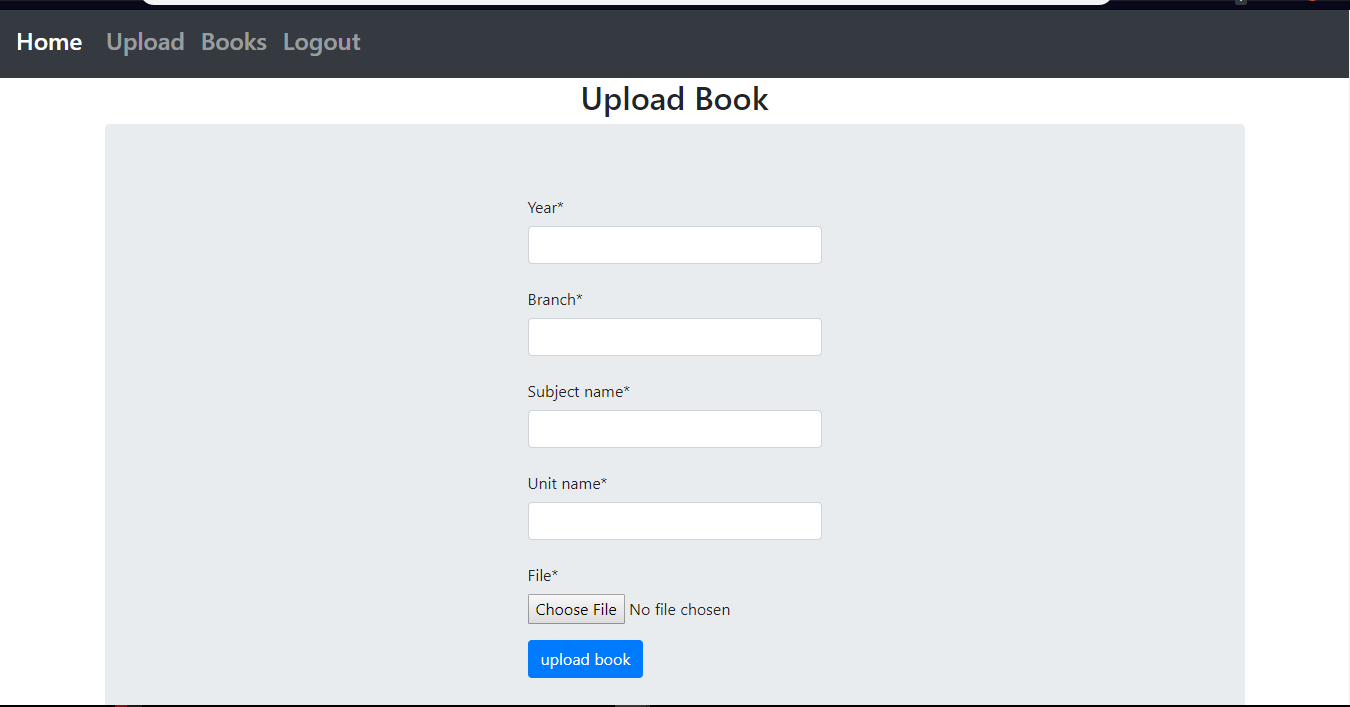 Home Upload Books Logout
Upload Book
Year*
Branch*
Subject name*
Unit name*
File*
Choose File No file chosen
upload book